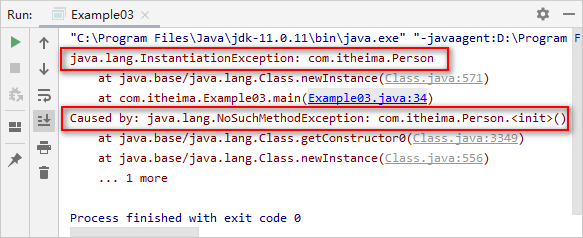 Run: Example03
"C:\Program Files\Java\jdk-11.0.11\bin\java.exe" "-javaagent:D:\Program F
java.lang.InstantiationException: com.itheima.Person
at java.base/java.lang.Class.newInstance(Class.java:571)
at com.itheima.Example03.main(Example03.java:34)
Caused by: java.lang.NoSuchMethodException: com.itheima.Person.<init>()
at java.base/java.lang.Class.getConstructor0(Class.java:3349)
at java.base/java.lang.Class.newInstance(Class.java:556)
... 1 more
Process finished with exit code 0